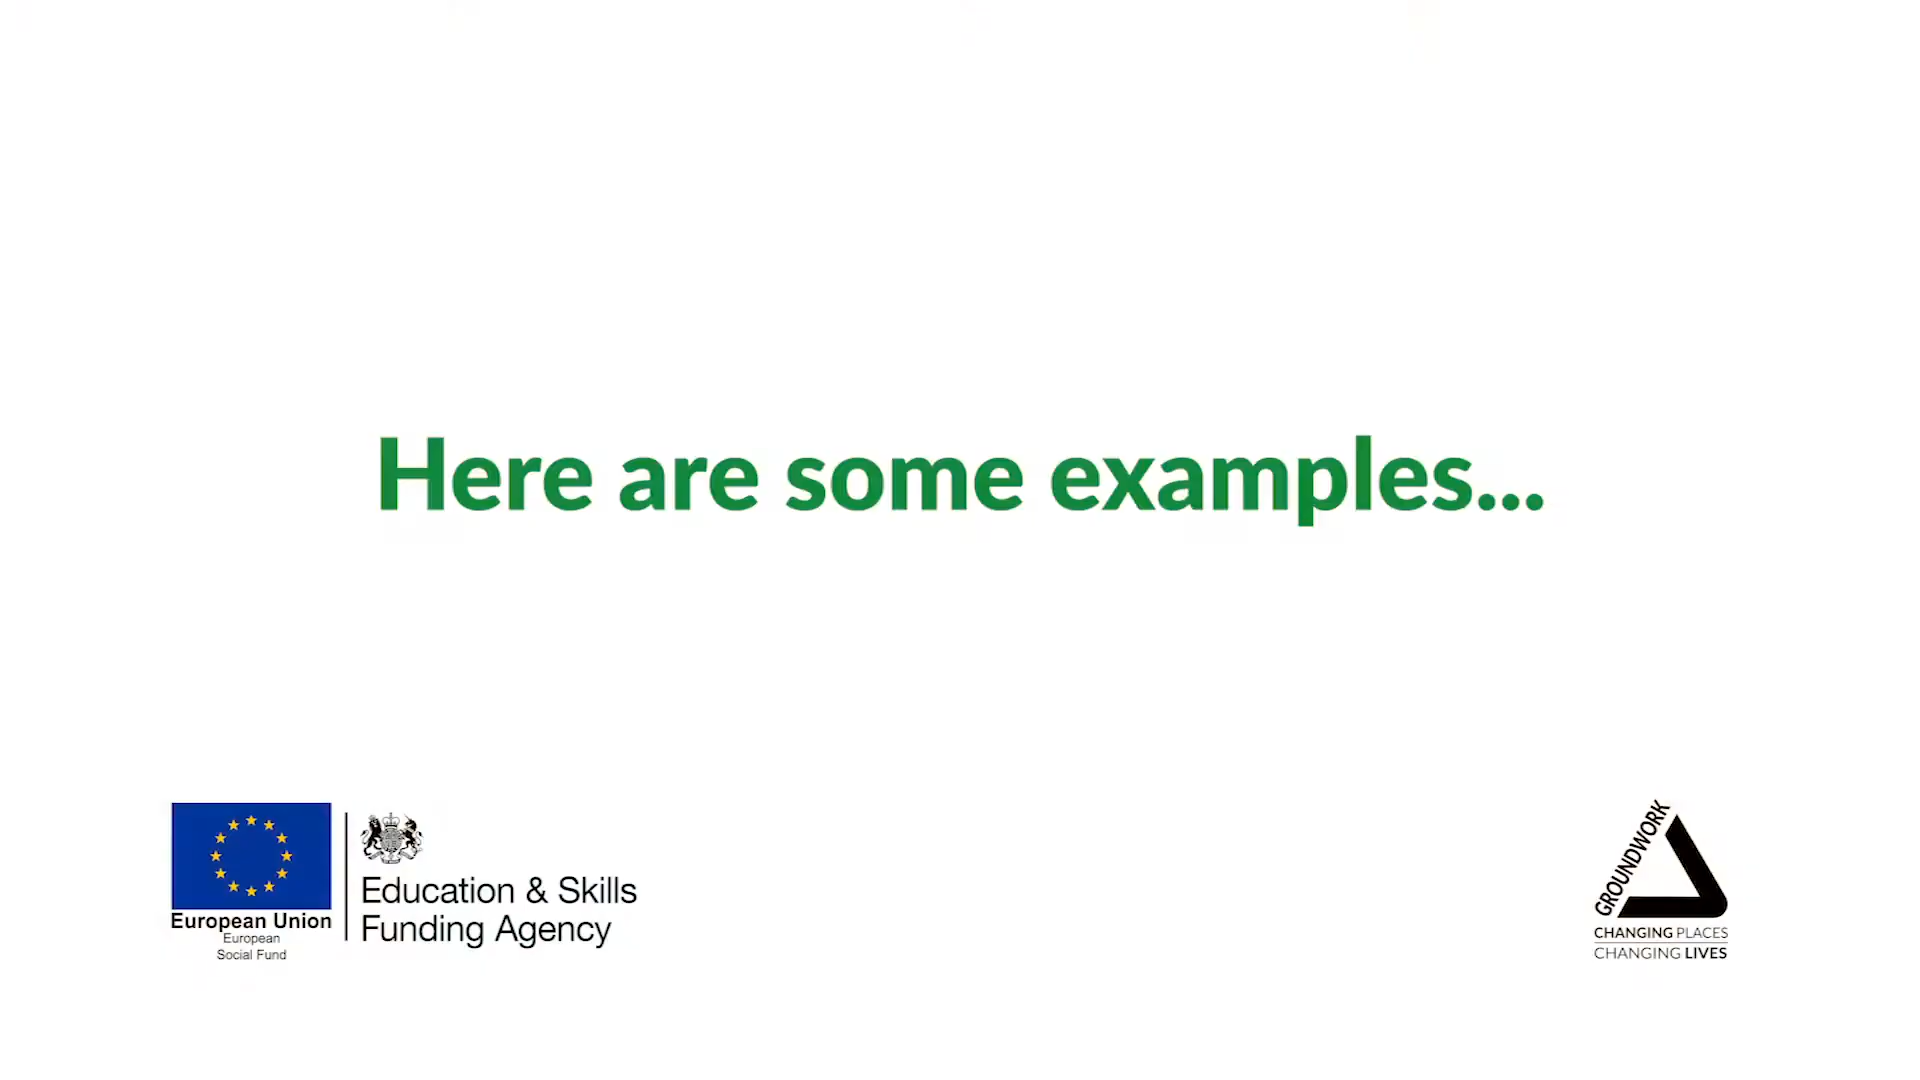 Here are some examples...
European Union
European
Social Fund
Education & Skills
Funding Agency
GROUNDWORK
CHANGING PLACES
CHANGING LIVES